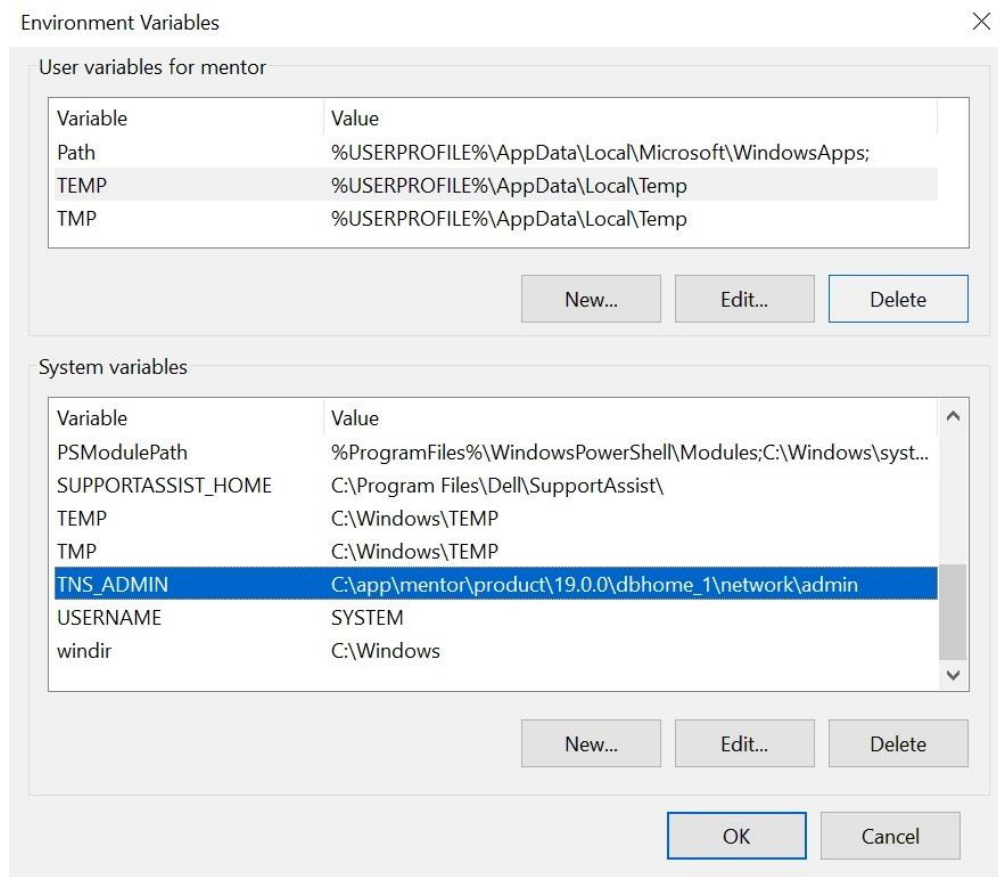 Environment Variables
User variables for mentor
Variable Value
Path %USERPROFILE%\AppData\Local\Microsoft\WindowsApps;
TEMP %USERPROFILE%\AppData\Local\Temp
TMP %USERPROFILE%\AppData\Local\Temp
New... Edit... Delete
System variables
Variable Value
PSModulePath %ProgramFiles%\WindowsPowerShell\Modules;C:\Windows\syst...
SUPPORTASSIST_HOME C:\Program Files\Dell\SupportAssist\
TEMP C:\Windows\TEMP
TMP C:\Windows\TEMP
TNS_ADMIN C:\app\mentor\product\19.0.0\dbhome_1\network\admin
USERNAME SYSTEM
windir C:\Windows
New... Edit... Delete
OK Cancel